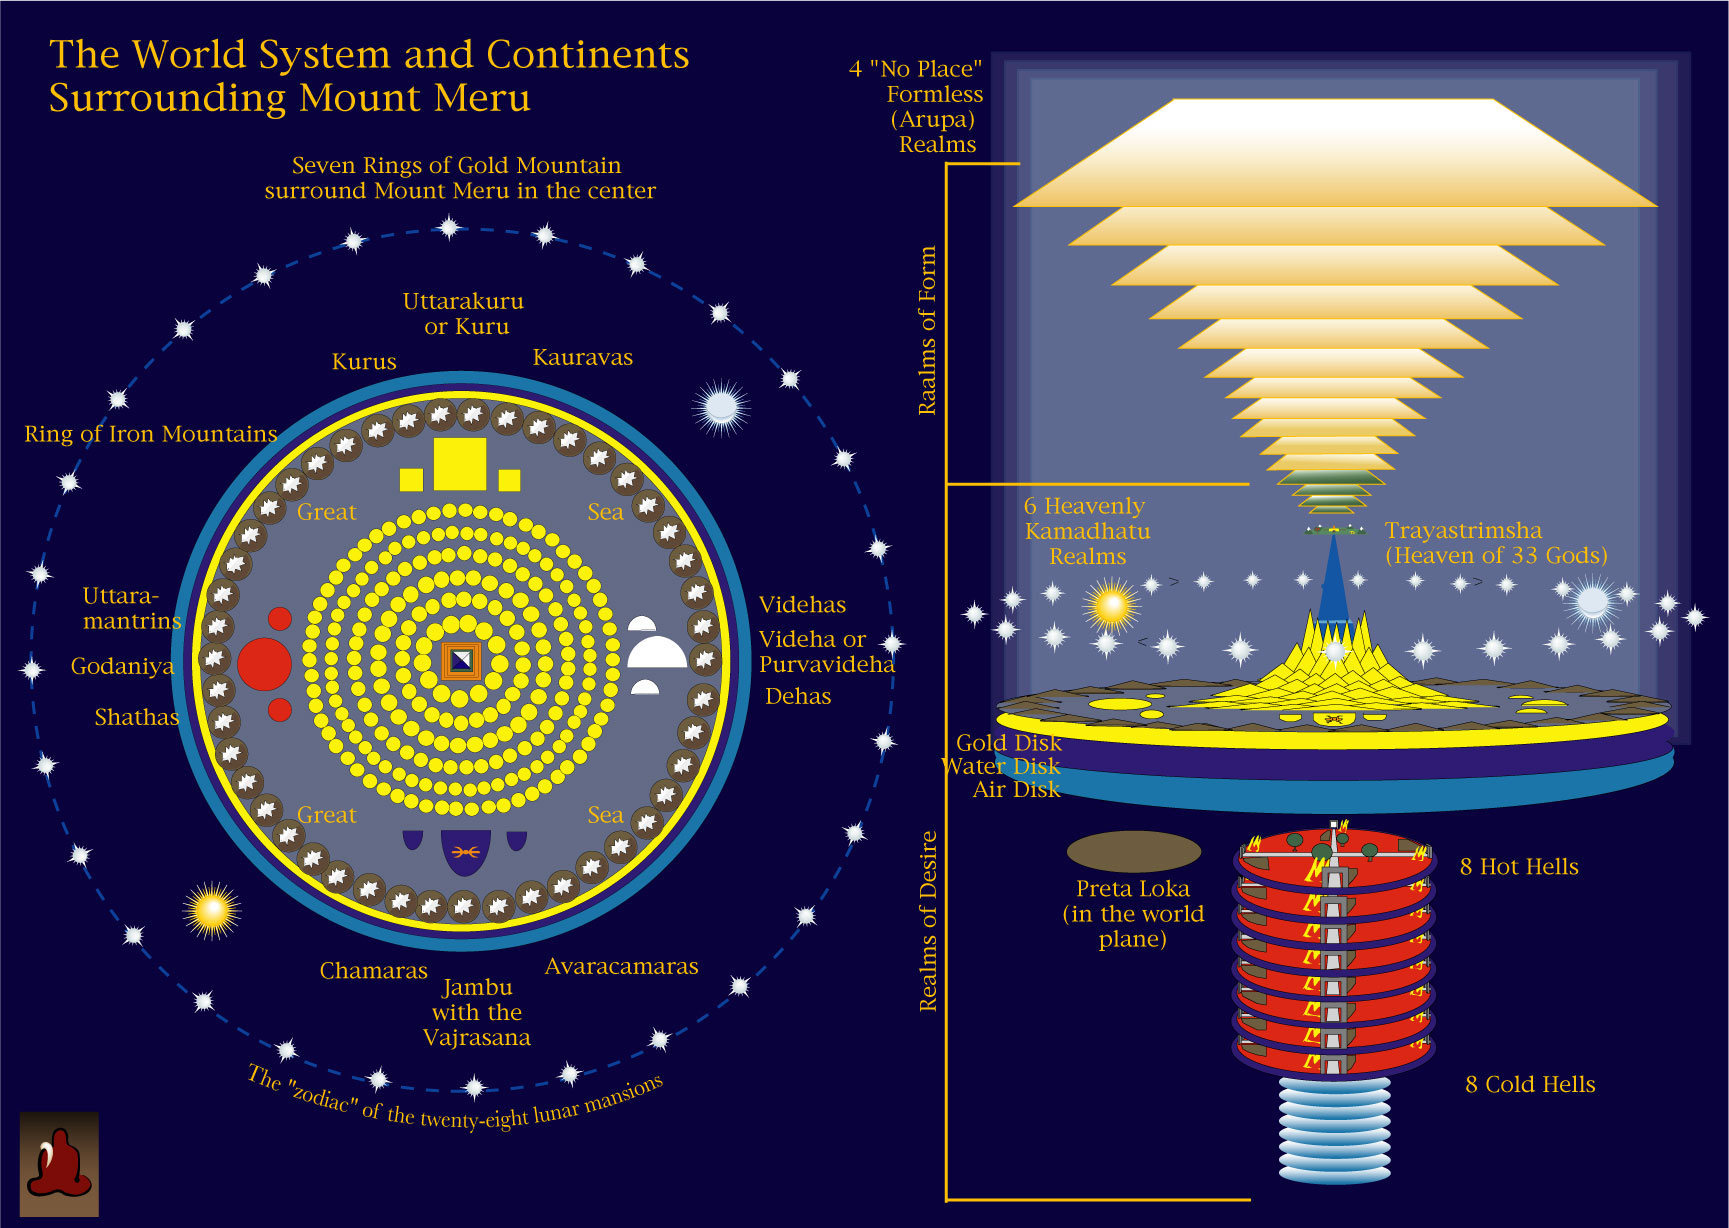 The World System and Continents
Surrounding Mount Meru
Seven Rings of Gold Mountain
surround Mount Meru in the center
Uttarakuru
or Kuru
Kurus
Kauravas
Ring of Iron Mountains
Great
Sea
Uttara-
mantrins
Godaniya
Shathas
Videhas
Videha or
Purvavideha
Dehas
Great
Sea
Chamaras
Avaracamaras
Jambu
with the
Vajrasana
The "zodiac" of the twenty-eight lunar mansions
4 "No Place"
Formless
(Arupa)
Realms
Raalms of Form
6 Heavenly
Kamadhatu
Realms
Trayastrimsha
(Heaven of 33 Gods)
Gold Disk
Water Disk
Air Disk
Realms of Desire
Preta Loka
(in the world
plane)
8 Hot Hells
8 Cold Hells